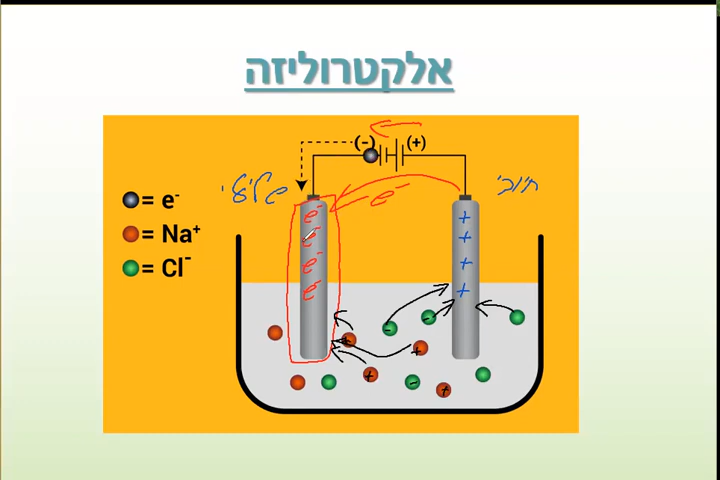 אלקטרוליזה
(-) (+)
שלילי
חיובי
e⁻
= e⁻
= Na⁺
= Cl⁻
e⁻
e⁻
e⁻
e⁻
+
+
+
+
- - + + + - +